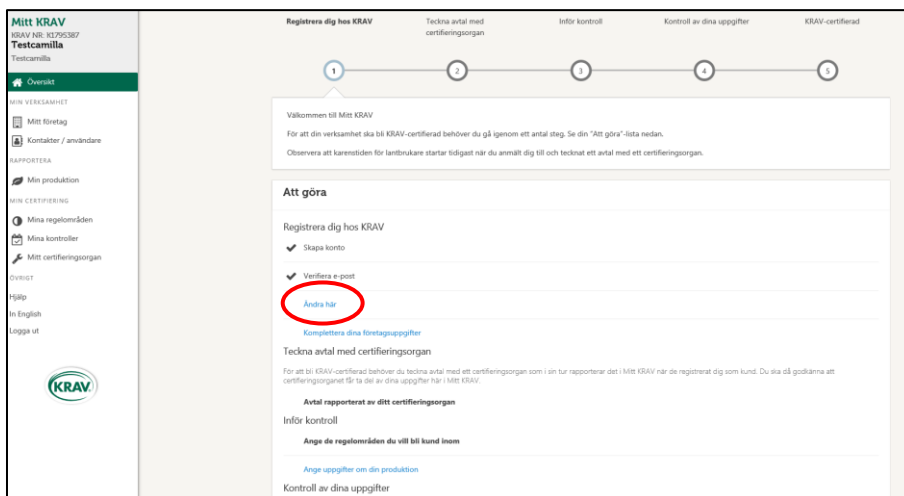 Mitt KRAV
KRAV NR: K1795387
Testcamilla
Testcamilla
Översikt
MIN VERKSAMHET
Mitt företag
Kontakter / användare
RAPPORTERA
Min produktion
MIN CERTIFIERING
Mina regelområden
Mina kontroller
Mitt certifieringsorgan
ÖVRIGT
Hjälp
In English
Logga ut
KRAV
Registrera dig hos KRAV
Teckna avtal med
certifieringsorgan
Inför kontroll
Kontroll av dina uppgifter
KRAV-certifierad
1
2
3
4
5
Välkommen till Mitt KRAV
För att din verksamhet ska bli KRAV-certifierad behöver du gå igenom ett antal steg. Se din "Att göra"-lista nedan.
Observera att karenstiden för lantbrukare startar tidigast när du anmält dig till och tecknat ett avtal med ett certifieringsorgan.
Att göra
Registrera dig hos KRAV
Skapa konto
Verifiera e-post
Ändra här
Komplettera dina företagsuppgifter
Teckna avtal med certifieringsorgan
För att bli KRAV-certifierad behöver du teckna avtal med ett certifieringsorgan som i sin tur rapporterar det i Mitt KRAV när de registrerat dig som kund. Du ska då godkänna att
certifieringsorganet får ta del av dina uppgifter här i Mitt KRAV.
Avtal rapporterat av ditt certifieringsorgan
Inför kontroll
Ange de regelområden du vill bli kund inom
Ange uppgifter om din produktion
Kontroll av dina uppgifter